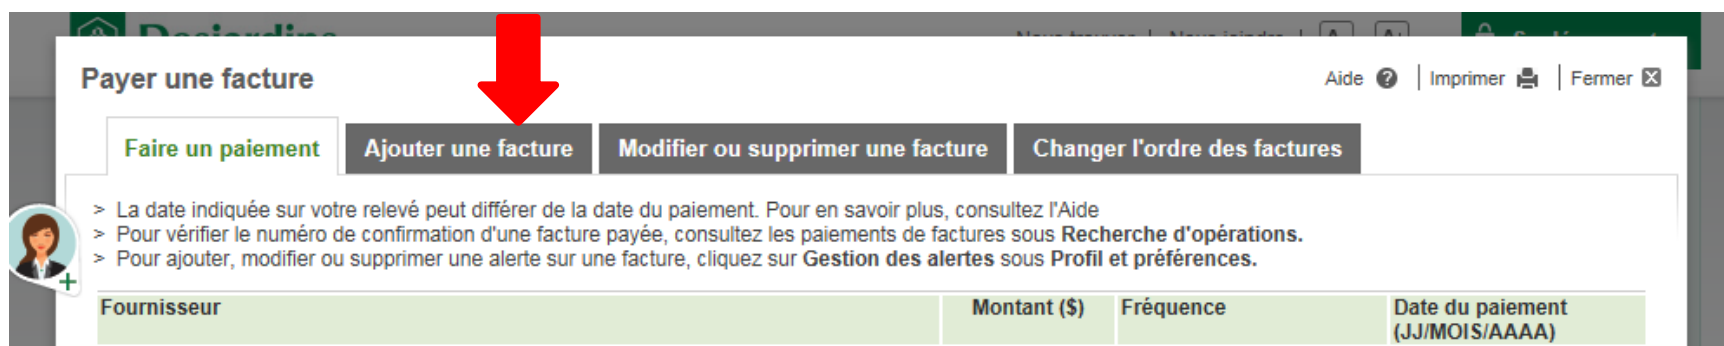 Payer une facture
Aide ? | Imprimer | Fermer
Faire un paiement
Ajouter une facture
Modifier ou supprimer une facture
Changer l'ordre des factures
> La date indiquée sur votre relevé peut différer de la date du paiement. Pour en savoir plus, consultez l'Aide
> Pour vérifier le numéro de confirmation d'une facture payée, consultez les paiements de factures sous Recherche d'opérations.
> Pour ajouter, modifier ou supprimer une alerte sur une facture, cliquez sur Gestion des alertes sous Profil et préférences.
Fournisseur
Montant ($)
Fréquence
Date du paiement
(JJ/MOIS/AAAA)